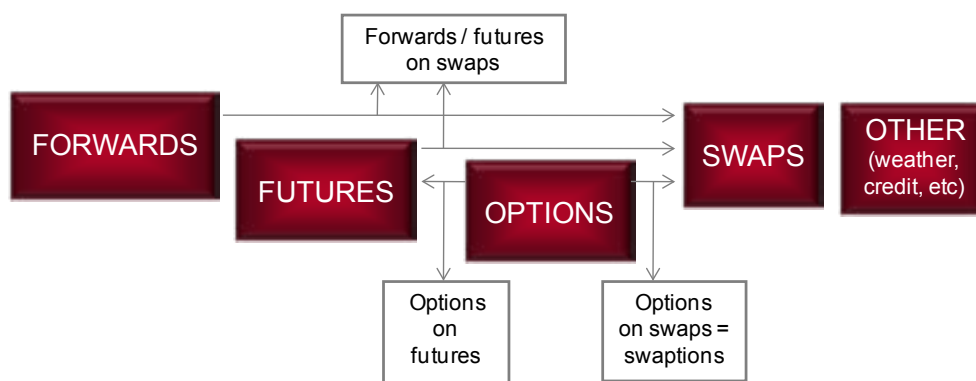 Forwards / futures
on swaps
FORWARDS
FUTURES
OPTIONS
SWAPS
OTHER
(weather,
credit, etc)
Options
on
futures
Options
on swaps =
swaptions